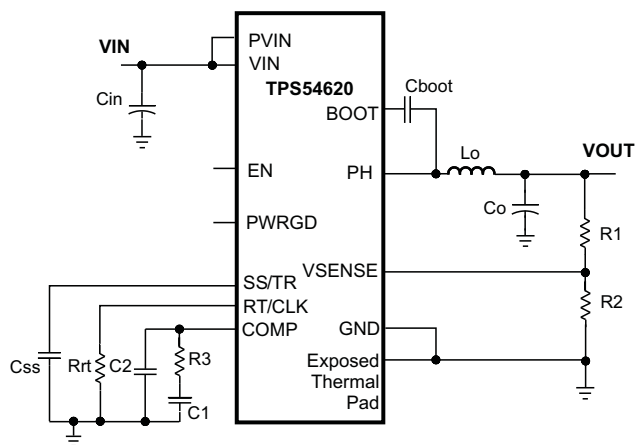 VIN
PVIN
VIN
TPS54620
Cin
BOOT
Cboot
EN
PH
Lo
VOUT
Co
R1
PWRGD
VSENSE
SS/TR
RT/CLK
COMP
R2
GND
Css
Rrt
C2
R3
C1
Exposed
Thermal
Pad